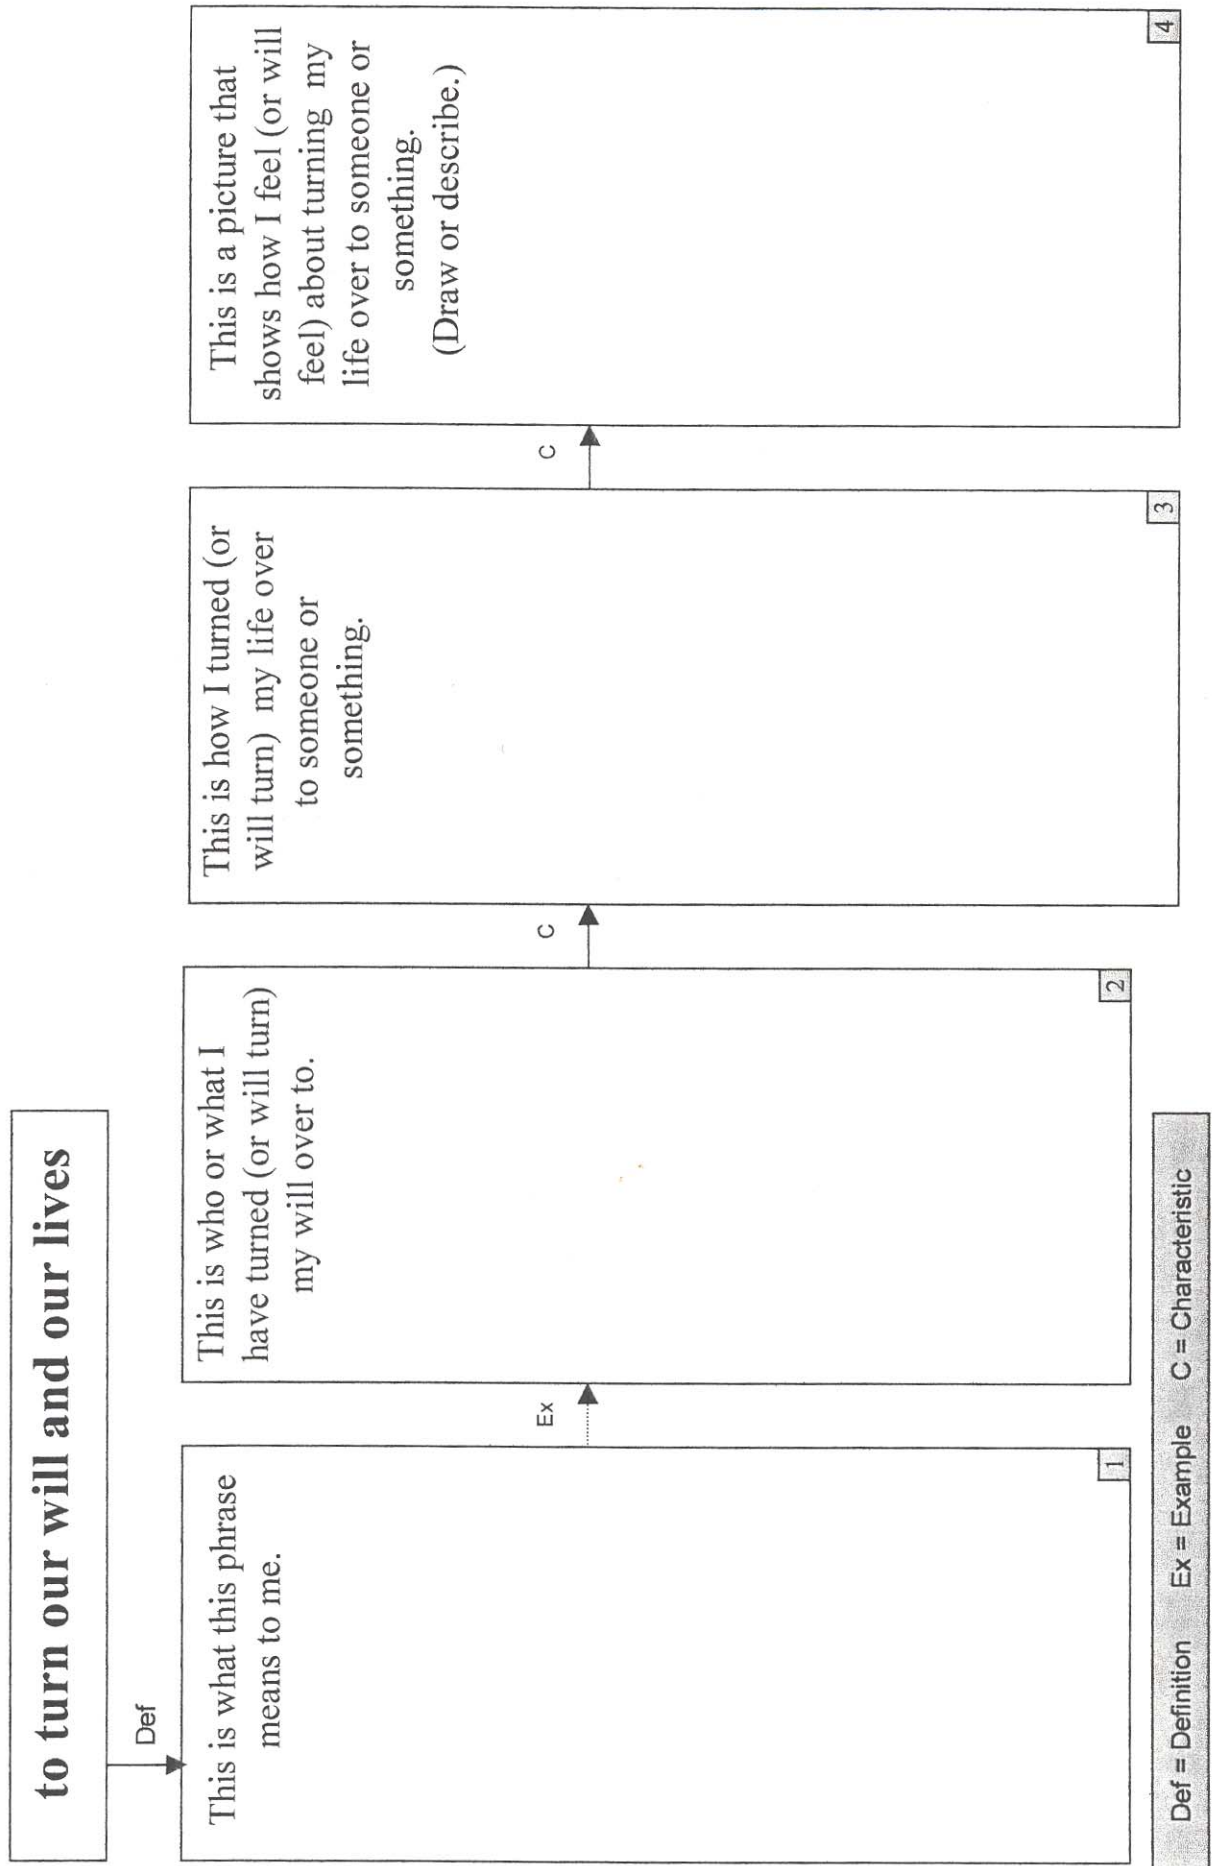 to turn our will and our lives
Def
This is what this phrase
means to me.
1
Ex
This is who or what I
have turned (or will turn)
my will over to.
2
C
This is how I turned (or
will turn) my life over
to someone or
something.
3
C
This is a picture that
shows how I feel (or will
feel) about turning my
life over to someone or
something.
(Draw or describe.)
4
Def = Definition Ex = Example C = Characteristic